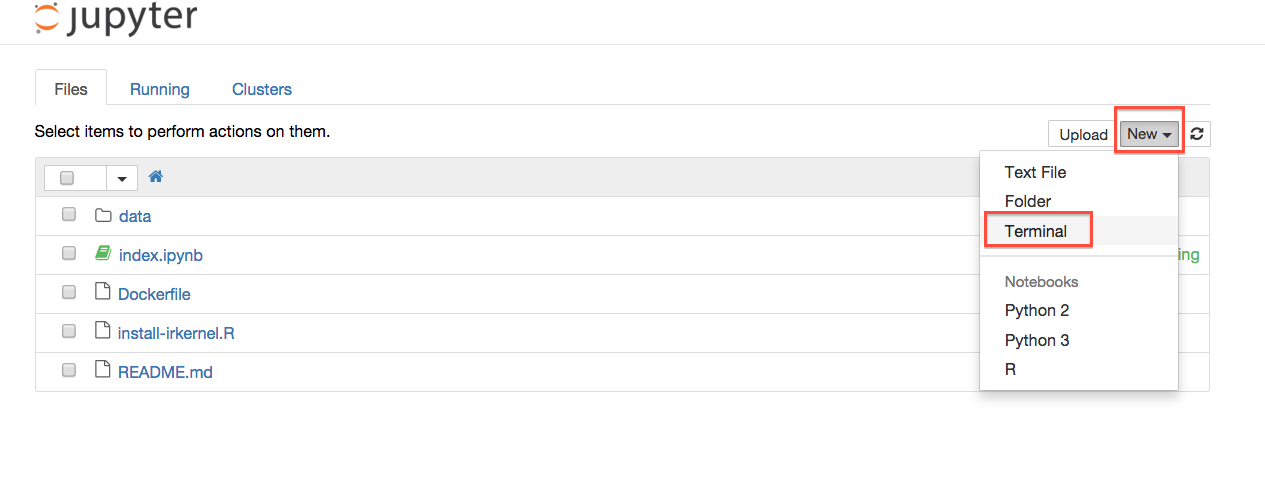 jupyter
Files Running Clusters
Select items to perform actions on them.
Upload New
Text File
Folder
Terminal
Notebooks
Python 2
Python 3
R
data
index.ipynb ing
Dockerfile
install-irkernel.R
README.md